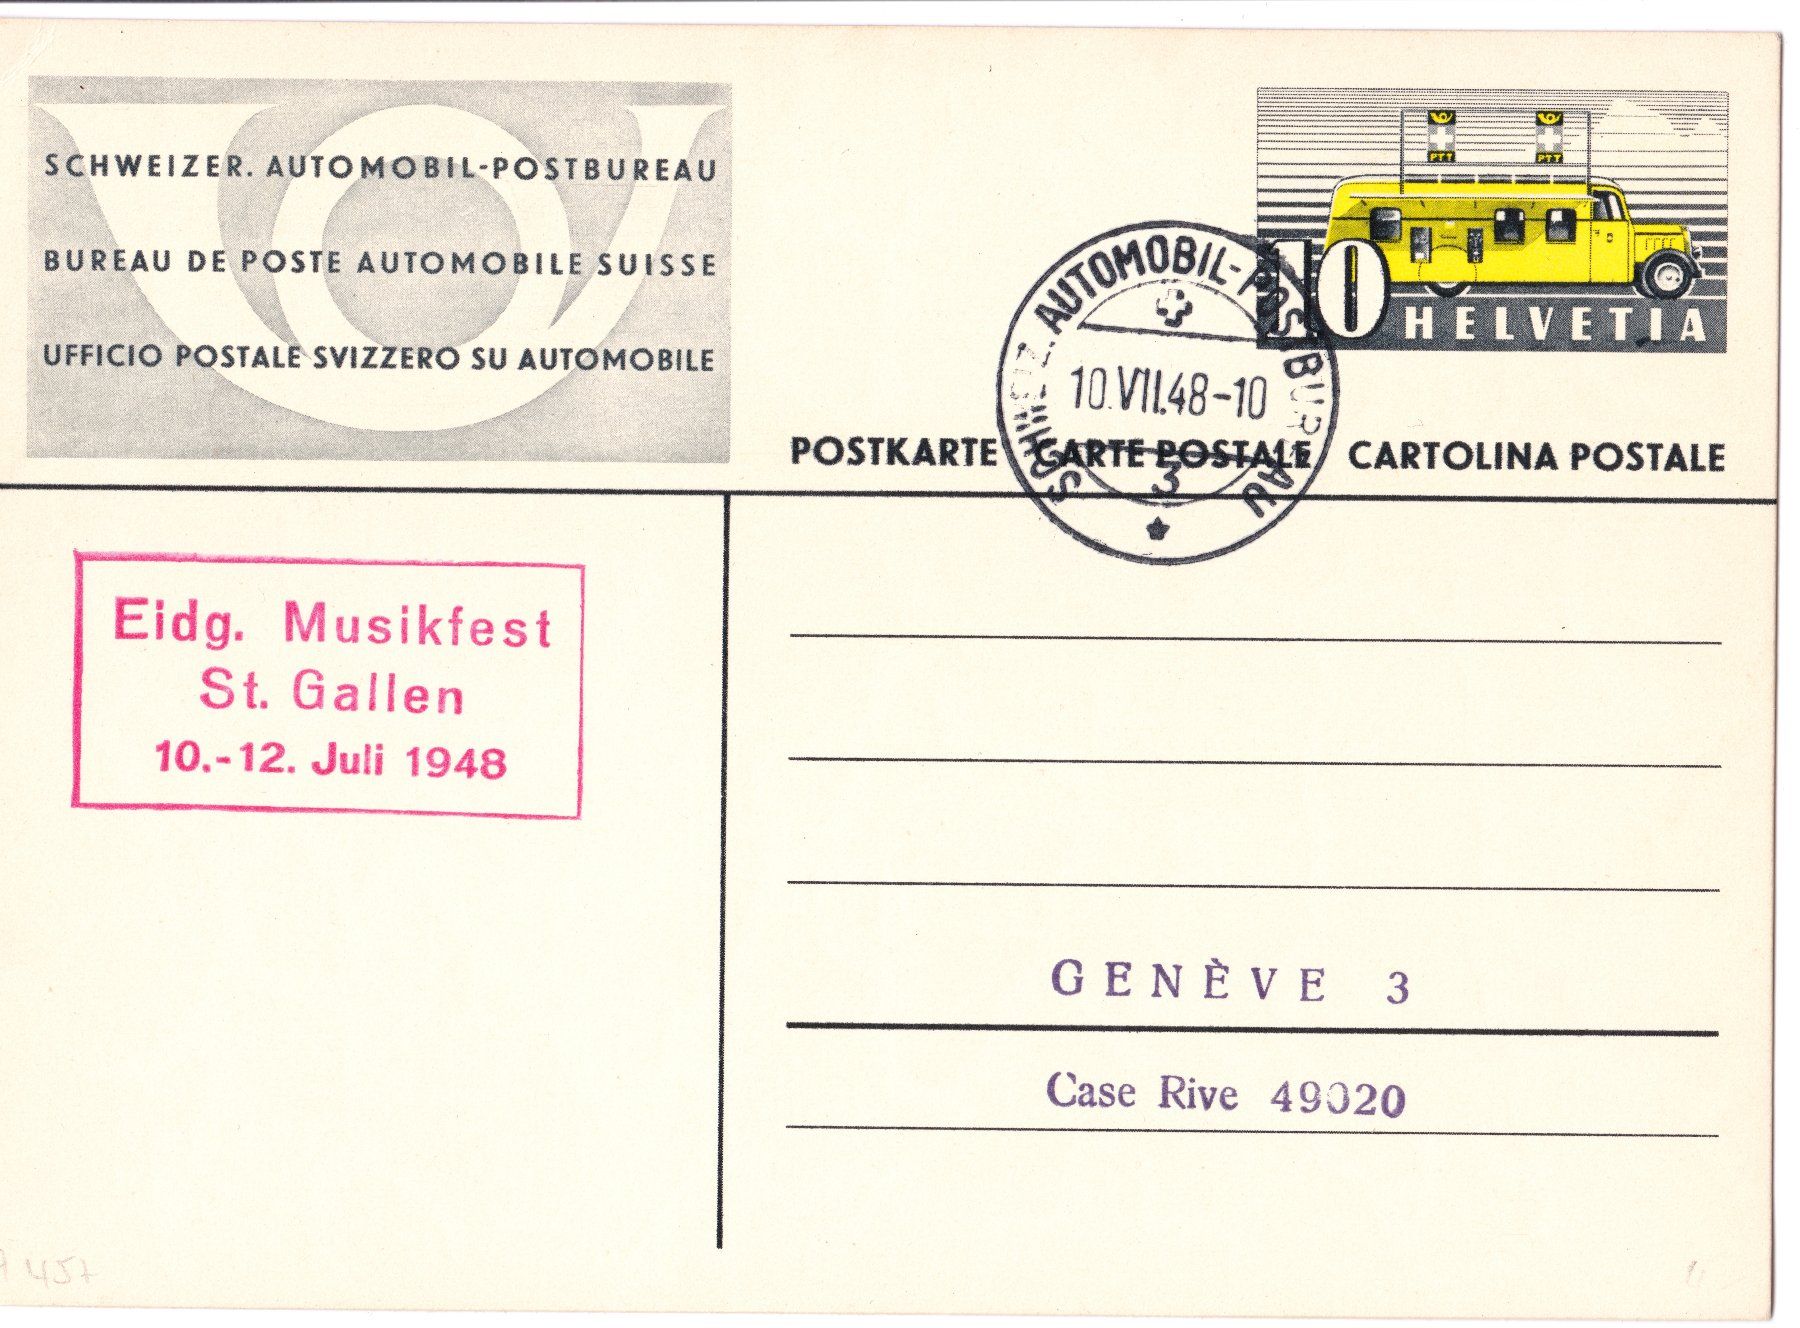 SCHWEIZER. AUTOMOBIL-POSTBUREAU
BUREAU DE POSTE AUTOMOBILE SUISSE
UFFICIO POSTALE SVIZZERO SU AUTOMOBILE
PTT PTT
10 HELVETIA
SCHWEIZ. AUTOMOBIL-POSTBUREAU
10.VII.48-10
3
POSTKARTE CARTE POSTALE CARTOLINA POSTALE
Eidg. Musikfest
St. Gallen
10.-12. Juli 1948
GENÈVE 3
Case Rive 49020